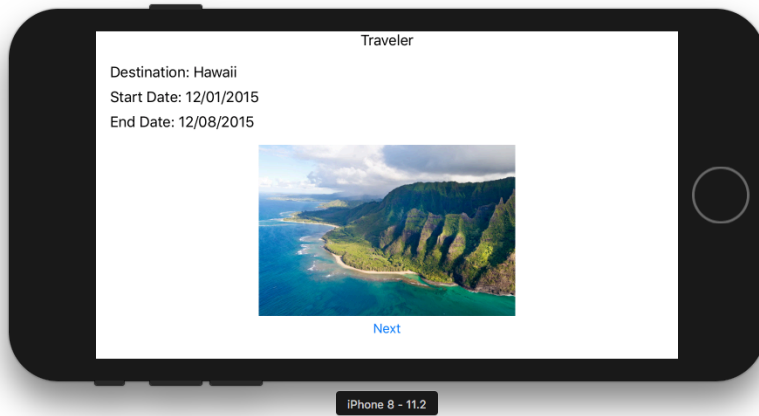 Traveler
Destination: Hawaii
Start Date: 12/01/2015
End Date: 12/08/2015
Next
iPhone 8 - 11.2